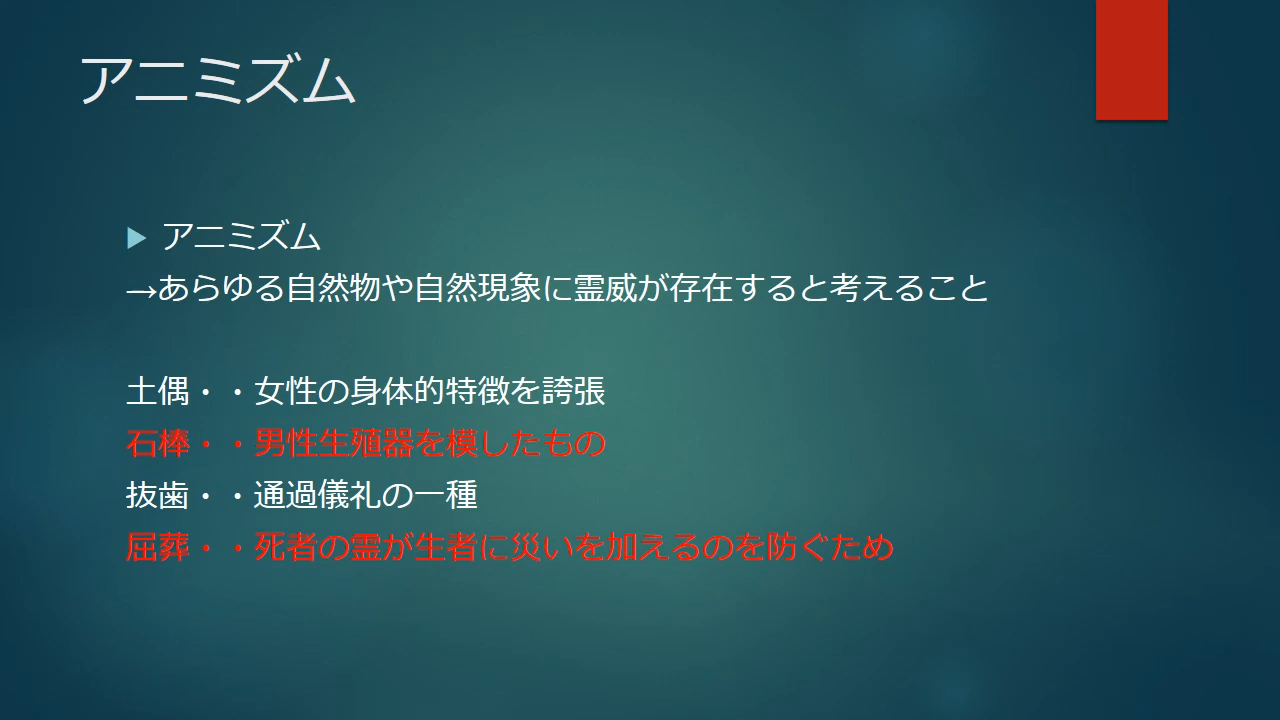 アニミズム
アニミズム
→あらゆる自然物や自然現象に霊威が存在すると考えること
土偶・・女性の身体的特徴を誇張
石棒・・男性生殖器を模したもの
抜歯・・通過儀礼の一種
屈葬・・死者の霊が生者に災いを加えるのを防ぐため